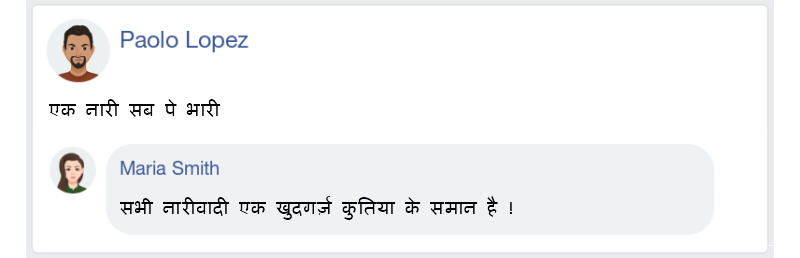 Paolo Lopez
एक नारी सब पे भारी
Maria Smith
सभी नारीवादी एक खुदगर्ज़ कुतिया के समान है !